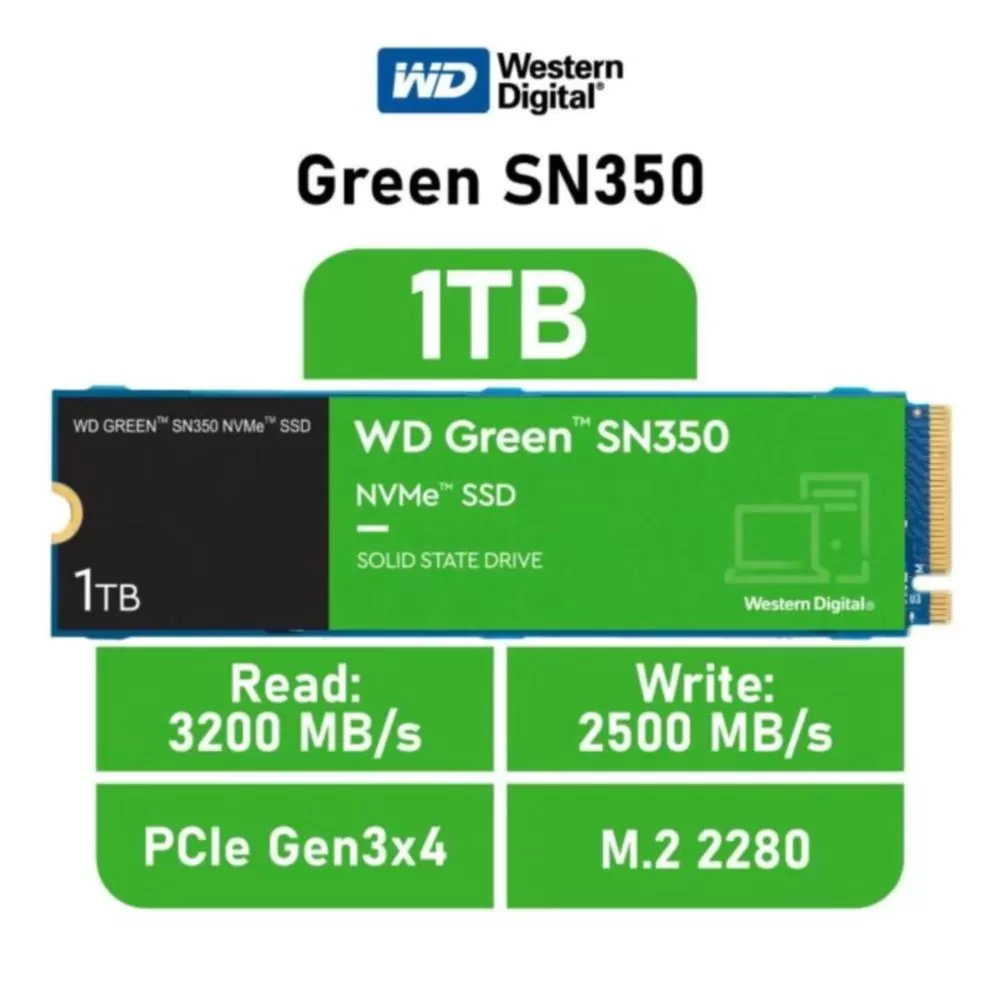 WD Western
Digital®
Green SN350
1TB
WD GREEN™ SN350 NVMe™ SSD
1TB
WD Green™ SN350
NVMe™ SSD
SOLID STATE DRIVE
Western Digital®
M
Read:
3200 MB/s
Write:
2500 MB/s
PCIe Gen3x4
M.2 2280